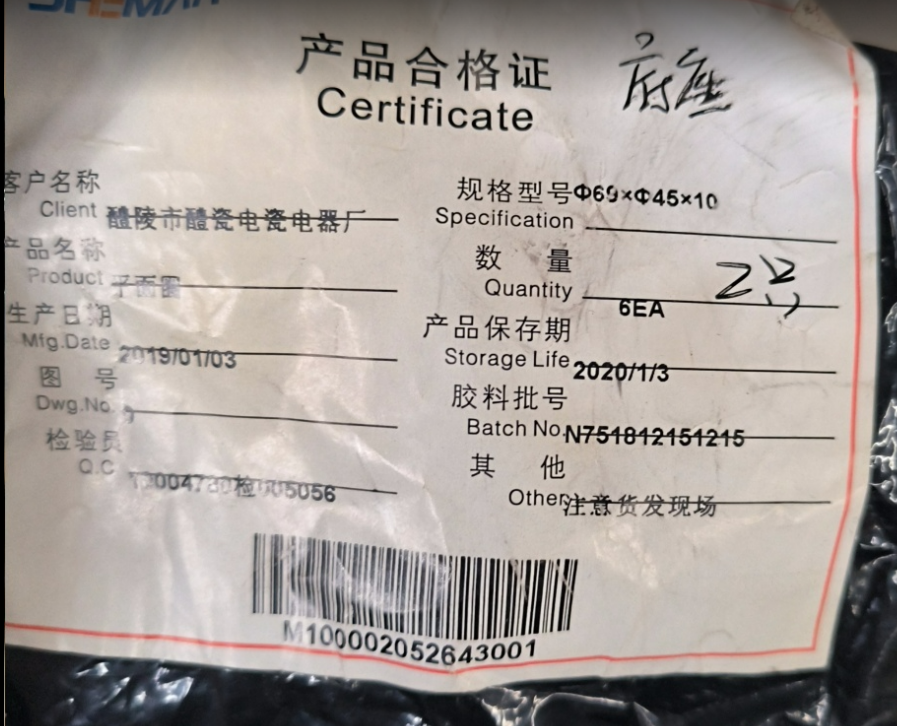 产品合格证
Certificate
客户名称
Client 醴陵市醴瓷电瓷电器厂
产品名称
Product 平面圈
生产日期
Mfg.Date 2019/01/03
图 号
Dwg.No.
检验员
Q.C
规格型号 Φ69×Φ45×10
Specification
数 量
Quantity 6EA
产品保存期
Storage Life 2020/1/3
胶料批号
Batch No. N751812151215
其 他
Other 注意货发现场
M100002052643001